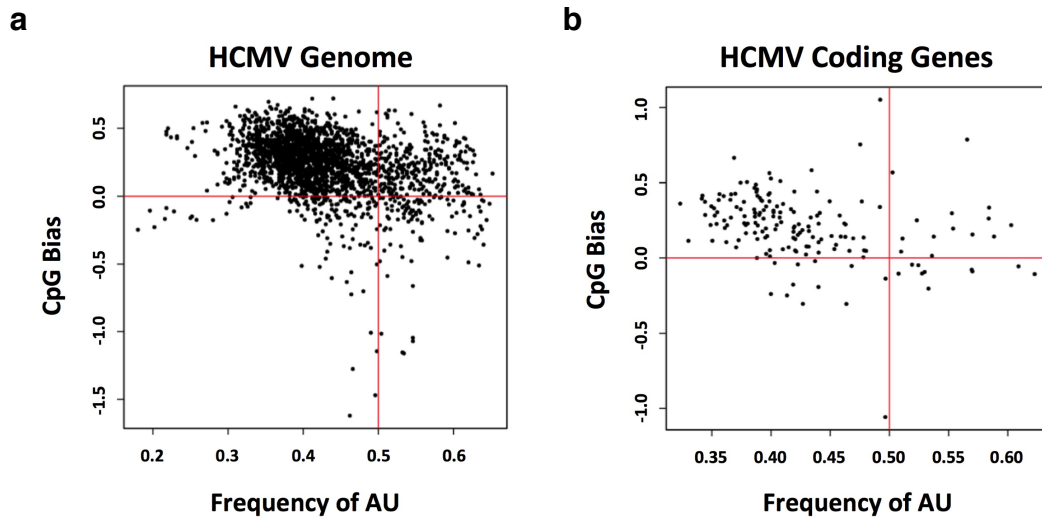 a
HCMV Genome
CpG Bias
0.5
0.0
-0.5
-1.0
-1.5
0.2 0.3 0.4 0.5 0.6
Frequency of AU
b
HCMV Coding Genes
CpG Bias
1.0
0.5
0.0
-0.5
-1.0
0.35 0.40 0.45 0.50 0.55 0.60
Frequency of AU